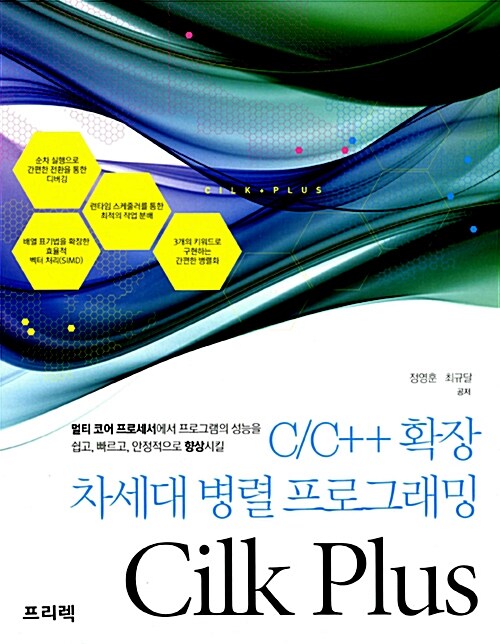 순차 실행으로
간편한 전환을 통한
디버깅
런타임 스케줄러를 통한
최적의 작업 분배
배열 표기법을 확장한
효율적
벡터 처리(SIMD)
3개의 키워드로
구현하는
간편한 병렬화
CILK + PLUS
정영훈 최규달
공저
멀티 코어 프로세서에서 프로그램의 성능을
쉽고, 빠르고, 안정적으로 향상시킬
C/C++ 확장
차세대 병렬 프로그래밍
Cilk Plus
프리렉